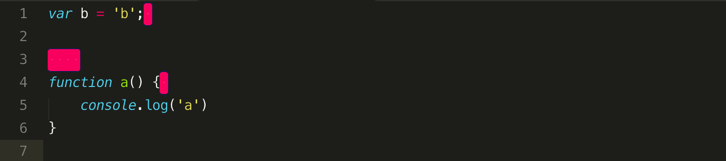 1 var b = 'b';
2
3
4 function a() {
5     console.log('a')
6 }
7